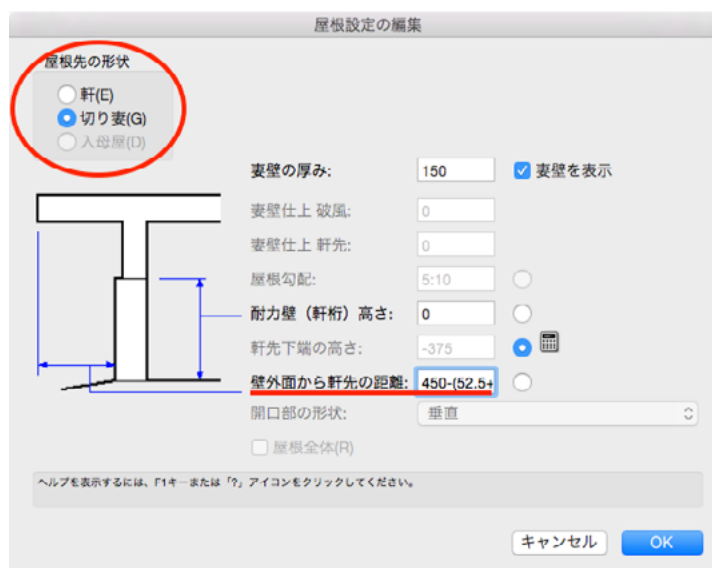 屋根設定の編集
屋根先の形状
軒(E)
切り妻(G)
入母屋(D)
妻壁の厚み: 150 妻壁を表示
妻壁仕上 破風: 0
妻壁仕上 軒先: 0
屋根勾配: 5:10
耐力壁（軒桁）高さ: 0
軒先下端の高さ: -375
壁外面から軒先の距離: 450-(52.5+
開口部の形状: 垂直
屋根全体(R)
ヘルプを表示するには、F1キーまたは「?」アイコンをクリックしてください。
キャンセル OK